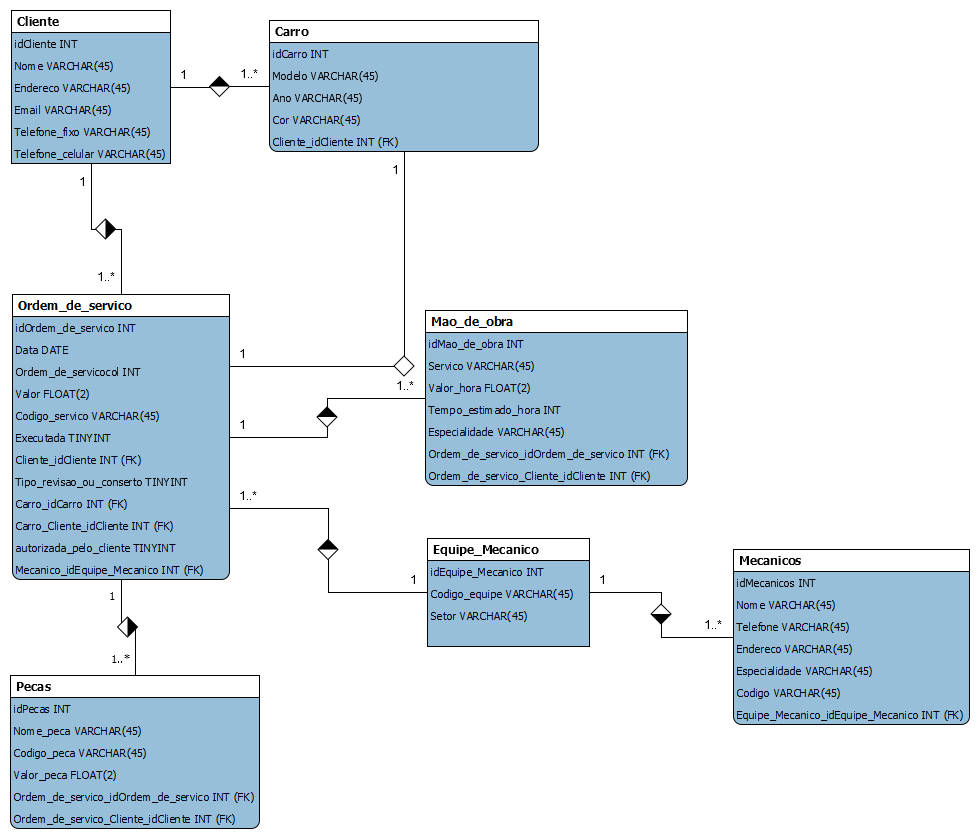 Cliente
idCliente INT
Nome VARCHAR(45)
Endereco VARCHAR(45)
Email VARCHAR(45)
Telefone_fixo VARCHAR(45)
Telefone_celular VARCHAR(45)
1
1..*
Carro
idCarro INT
Modelo VARCHAR(45)
Ano VARCHAR(45)
Cor VARCHAR(45)
Cliente_idCliente INT (FK)
1
1
1..*
Ordem_de_servico
idOrdem_de_servico INT
Data DATE
Ordem_de_servicocol INT
Valor FLOAT(2)
Codigo_servico VARCHAR(45)
Executada TINYINT
Cliente_idCliente INT (FK)
Tipo_revisao_ou_conserto TINYINT
Carro_idCarro INT (FK)
Carro_Cliente_idCliente INT (FK)
autorizada_pelo_cliente TINYINT
Mecanico_idEquipe_Mecanico INT (FK)
1
1..*
1
Mao_de_obra
idMao_de_obra INT
Servico VARCHAR(45)
Valor_hora FLOAT(2)
Tempo_estimado_hora INT
Especialidade VARCHAR(45)
Ordem_de_servico_idOrdem_de_servico INT (FK)
Ordem_de_servico_Cliente_idCliente INT (FK)
1..*
1
Equipe_Mecanico
idEquipe_Mecanico INT
Codigo_equipe VARCHAR(45)
Setor VARCHAR(45)
1
1..*
Mecanicos
idMecanicos INT
Nome VARCHAR(45)
Telefone VARCHAR(45)
Endereco VARCHAR(45)
Especialidade VARCHAR(45)
Codigo VARCHAR(45)
Equipe_Mecanico_idEquipe_Mecanico INT (FK)
1
1..*
Pecas
idPecas INT
Nome_peca VARCHAR(45)
Codigo_peca VARCHAR(45)
Valor_peca FLOAT(2)
Ordem_de_servico_idOrdem_de_servico INT (FK)
Ordem_de_servico_Cliente_idCliente INT (FK)